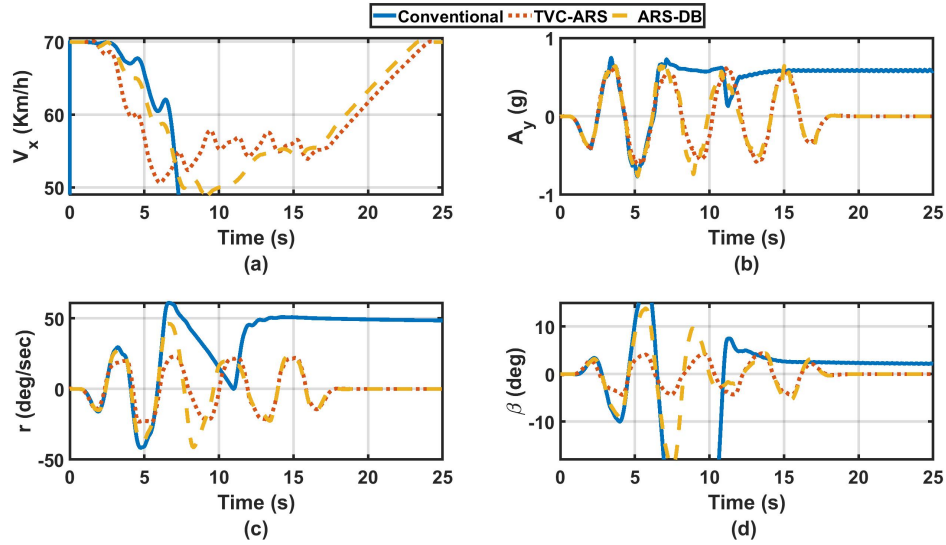 Conventional TVC-ARS ARS-DB
70
60
50
V_x (Km/h)
0 5 10 15 20 25
Time (s)
(a)
1
0
-1
A_y (g)
0 5 10 15 20 25
Time (s)
(b)
50
0
-50
r (deg/sec)
0 5 10 15 20 25
Time (s)
(c)
10
0
-10
β (deg)
0 5 10 15 20 25
Time (s)
(d)